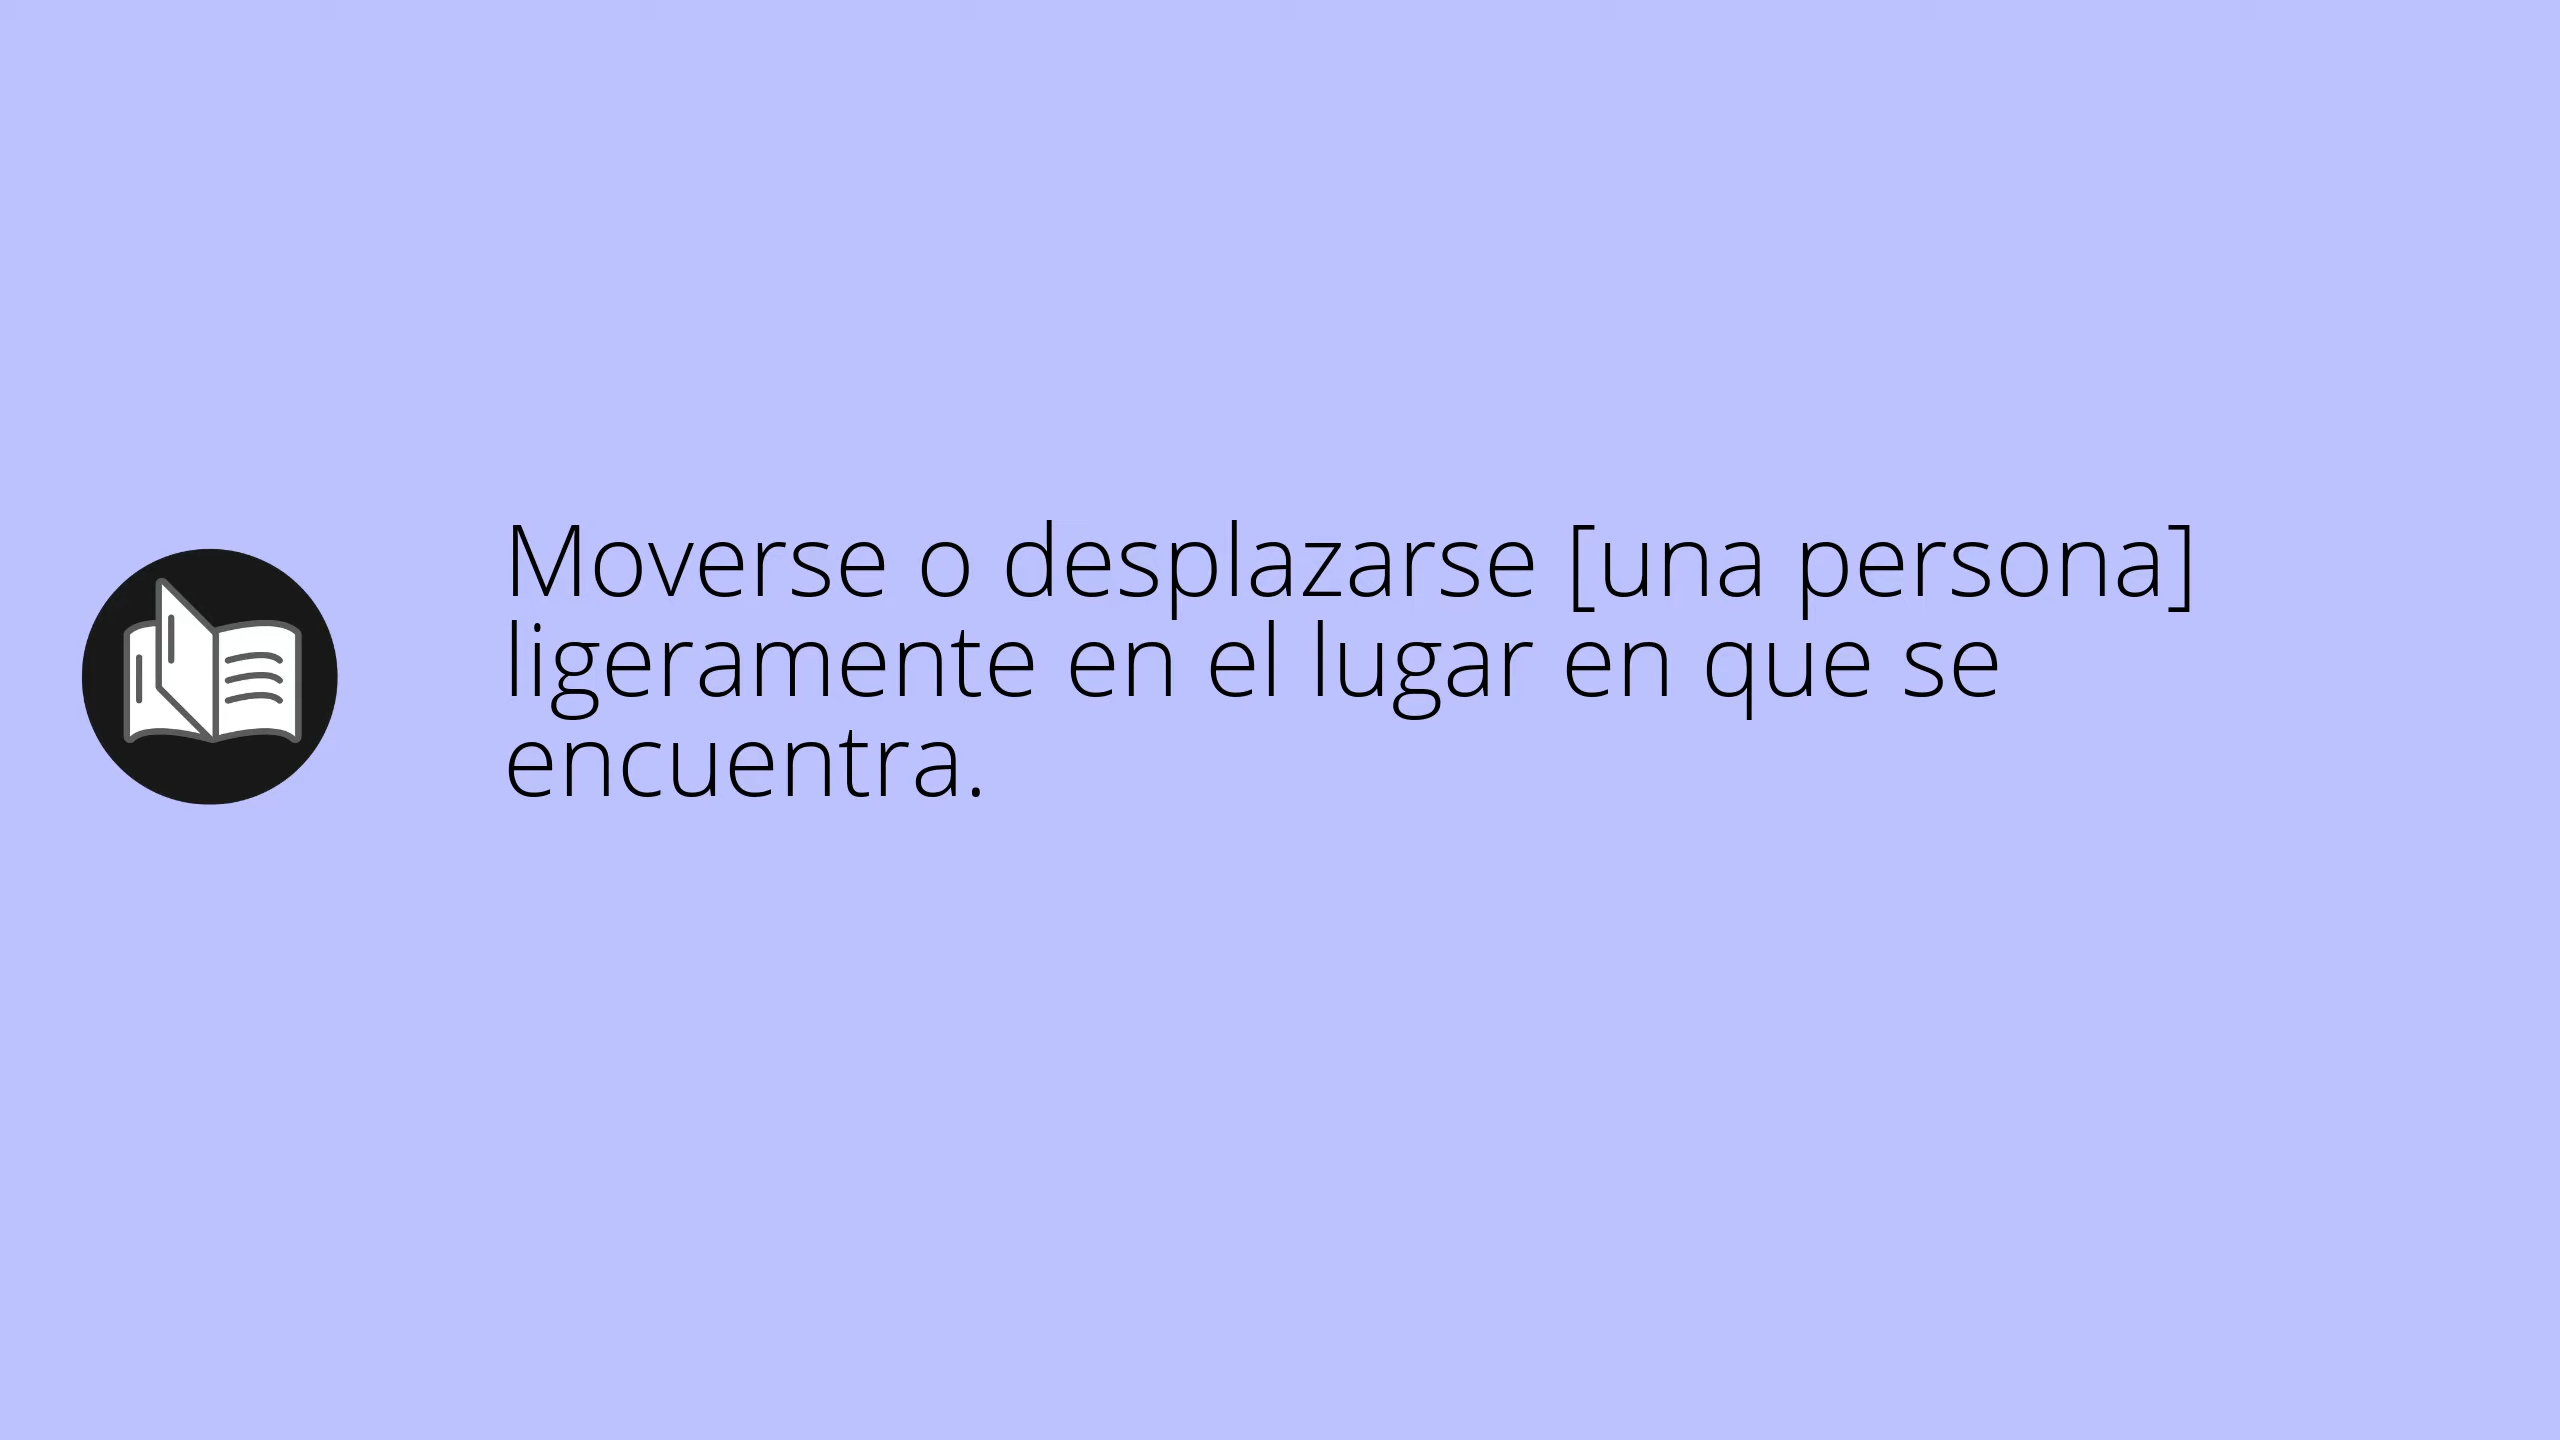 Moverse o desplazarse [una persona]
ligeramente en el lugar en que se
encuentra.